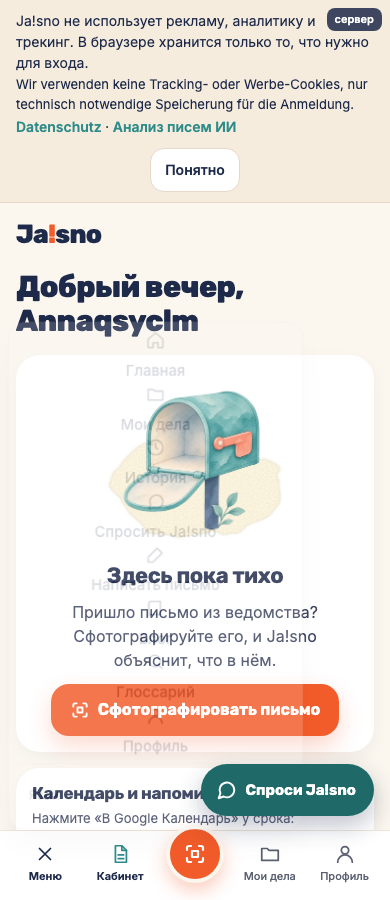 Ja!sno не использует рекламу, аналитику и
трекинг. В браузере хранится только то, что нужно
для входа.
сервер
Wir verwenden keine Tracking- oder Werbe-Cookies, nur
technisch notwendige Speicherung für die Anmeldung.
Datenschutz · Анализ писем ИИ
Понятно
Ja!sno
Добрый вечер,
Annaqsyclm
Главная
Мои дела
История
Спросить Ja!sno
Здесь пока тихо
Написать письмо
Пришло письмо из ведомства?
Сфотографируйте его, и Ja!sno
объяснит, что в нём.
Глоссарий
Сфотографировать письмо
Профиль
Календарь и
Спроси Ja!sno
Нажмите «В Google Календарь» у срока:
Меню
Кабинет
Мои дела
Профиль